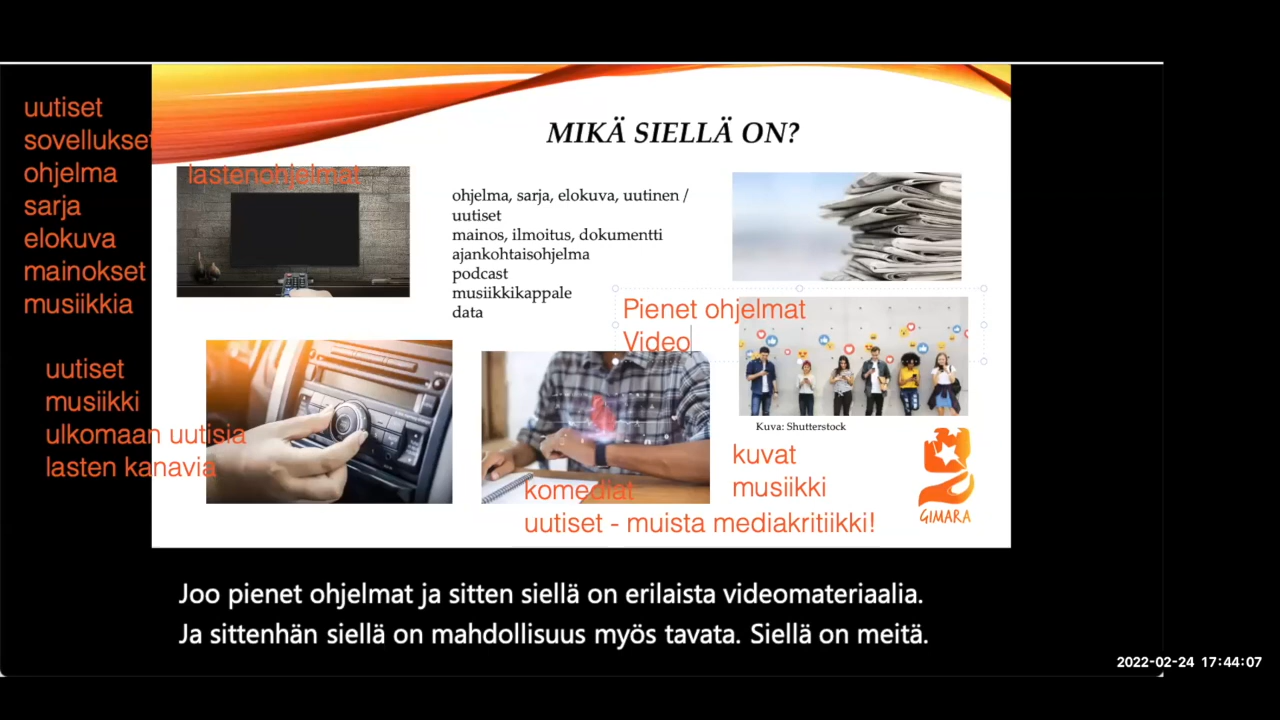 uutiset
sovellukset
ohjelma
sarja
elokuva
mainokset
musiikkia
uutiset
musiikki
ulkomaan uutisia
lasten kanavia
MIKÄ SIELLÄ ON?
lastenohjelmat
ohjelma, sarja, elokuva, uutinen /
uutiset
mainos, ilmoitus, dokumentti
ajankohtaisohjelma
podcast
musiikkikappale
data
Pienet ohjelmat
Video
Kuva: Shutterstock
kuvat
musiikki
komediat
uutiset - muista mediakritiikki!
GIMARA
Joo pienet ohjelmat ja sitten siellä on erilaista videomateriaalia.
Ja sittenhän siellä on mahdollisuus myös tavata. Siellä on meitä.
2022-02-24 17:44:07